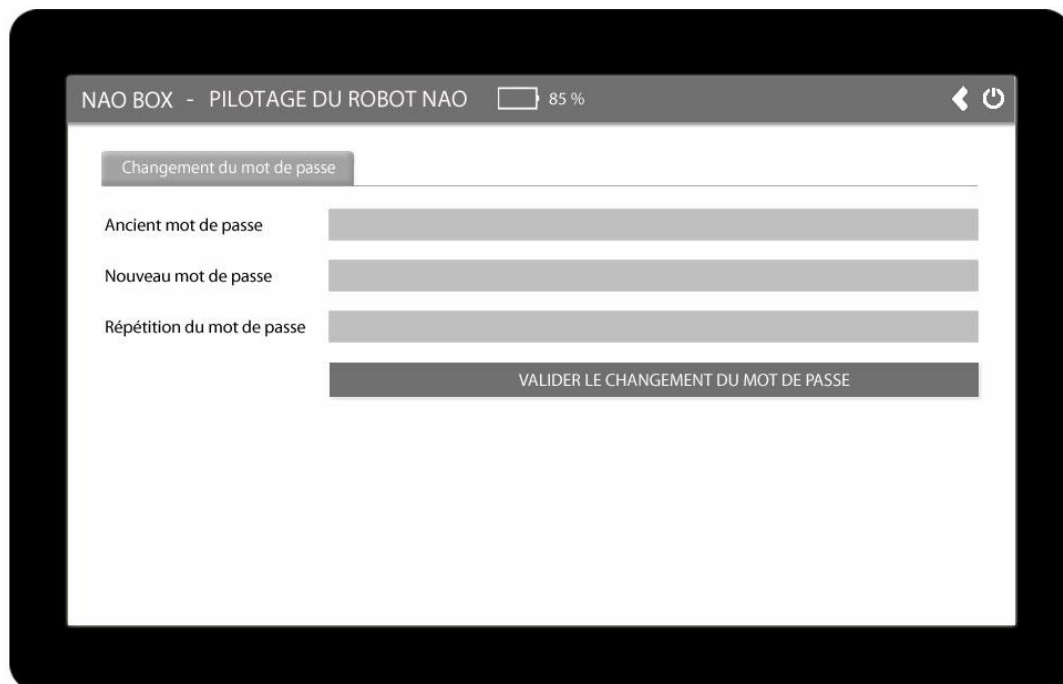 NAO BOX - PILOTAGE DU ROBOT NAO 85 %
Changement du mot de passe
Ancient mot de passe
Nouveau mot de passe
Répétition du mot de passe
VALIDER LE CHANGEMENT DU MOT DE PASSE